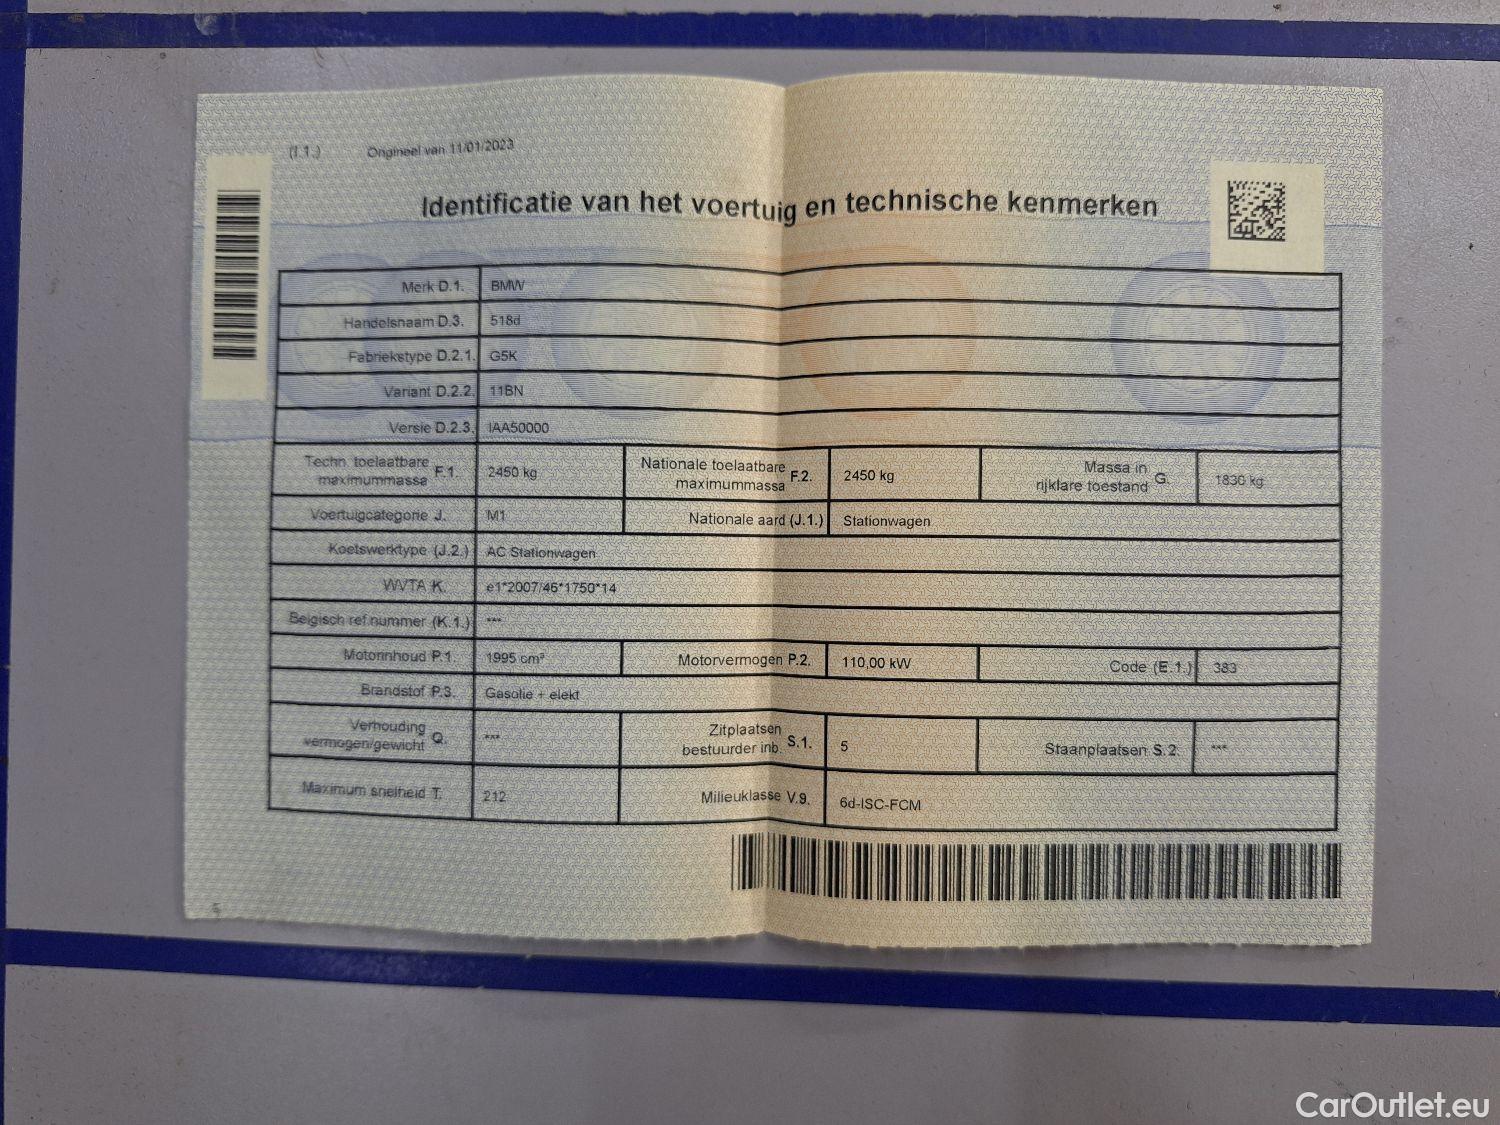 (I.1.) Origineel van 11/01/2023
Identificatie van het voertuig en technische kenmerken
Merk D.1. BMW
Handelsnaam D.3. 518d
Fabriekstype D.2.1. G5K
Variant D.2.2. 11BN
Versie D.2.3. IAA50000
Techn. toelaatbare maximummassa F.1. 2450 kg Nationale toelaatbare maximummassa F.2. 2450 kg Massa in rijklare toestand G. 1830 kg
Voertuigcategorie J. M1 Nationale aard (J.1.) Stationwagen
Koetswerktype (J.2.) AC Stationwagen
WVTA K. e1*2007/46*1750*14
Belgisch ref.nummer (K.1.) ***
Motorinhoud P.1. 1995 cm³ Motorvermogen P.2. 110,00 kW Code (E.1.) 383
Brandstof P.3. Gasolie + elekt
Verhouding vermogen/gewicht Q. *** Zitplaatsen bestuurder inb. S.1. 5 Staanplaatsen S.2. ***
Maximum snelheid T. 212 Milieuklasse V.9. 6d-ISC-FCM
CarOutlet.eu